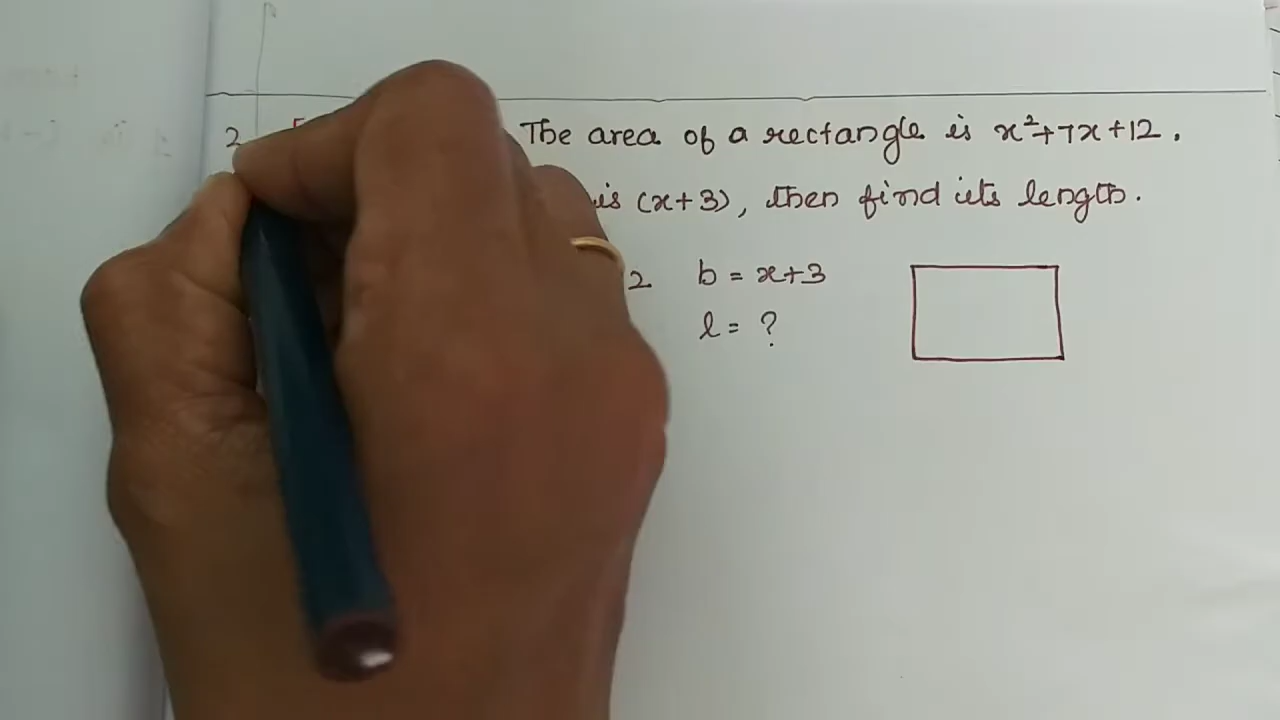 2 The area of a rectangle is x²+7x+12.
is (x+3), then find its length.
2 b = x+3
l = ?